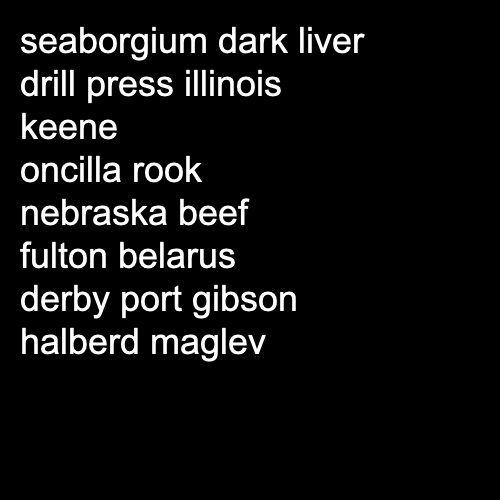 seaborgium dark liver
drill press illinois
keene
oncilla rook
nebraska beef
fulton belarus
derby port gibson
halberd maglev